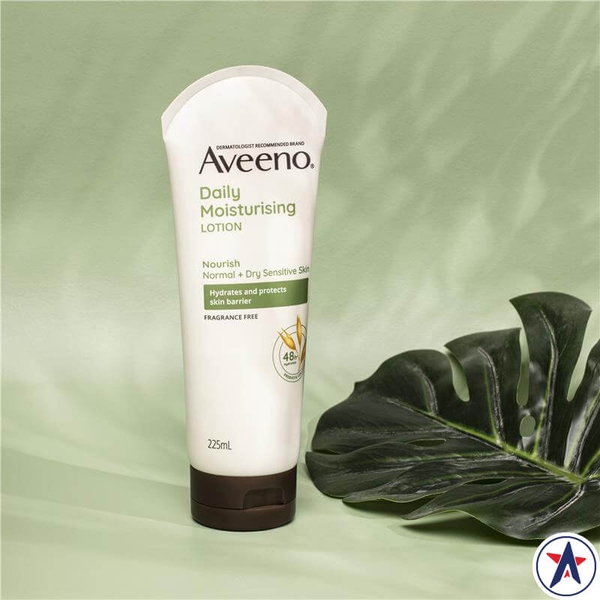 DERMATOLOGIST RECOMMENDED BRAND
Aveeno®
Daily
Moisturising
LOTION
Nourish
Normal + Dry Sensitive Skin
Hydrates and protects
skin barrier
FRAGRANCE FREE
48
225mL